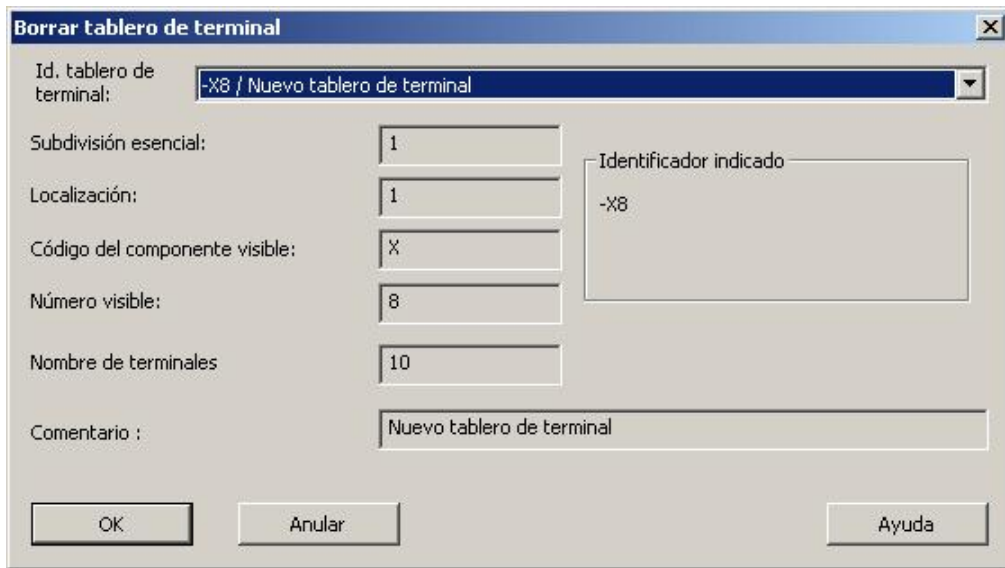 Borrar tablero de terminal
Id. tablero de
terminal:
-X8 / Nuevo tablero de terminal
Subdivisión esencial:
1
Identificador indicado
Localización:
1
-X8
Código del componente visible:
X
Número visible:
8
Nombre de terminales
10
Comentario :
Nuevo tablero de terminal
OK
Anular
Ayuda